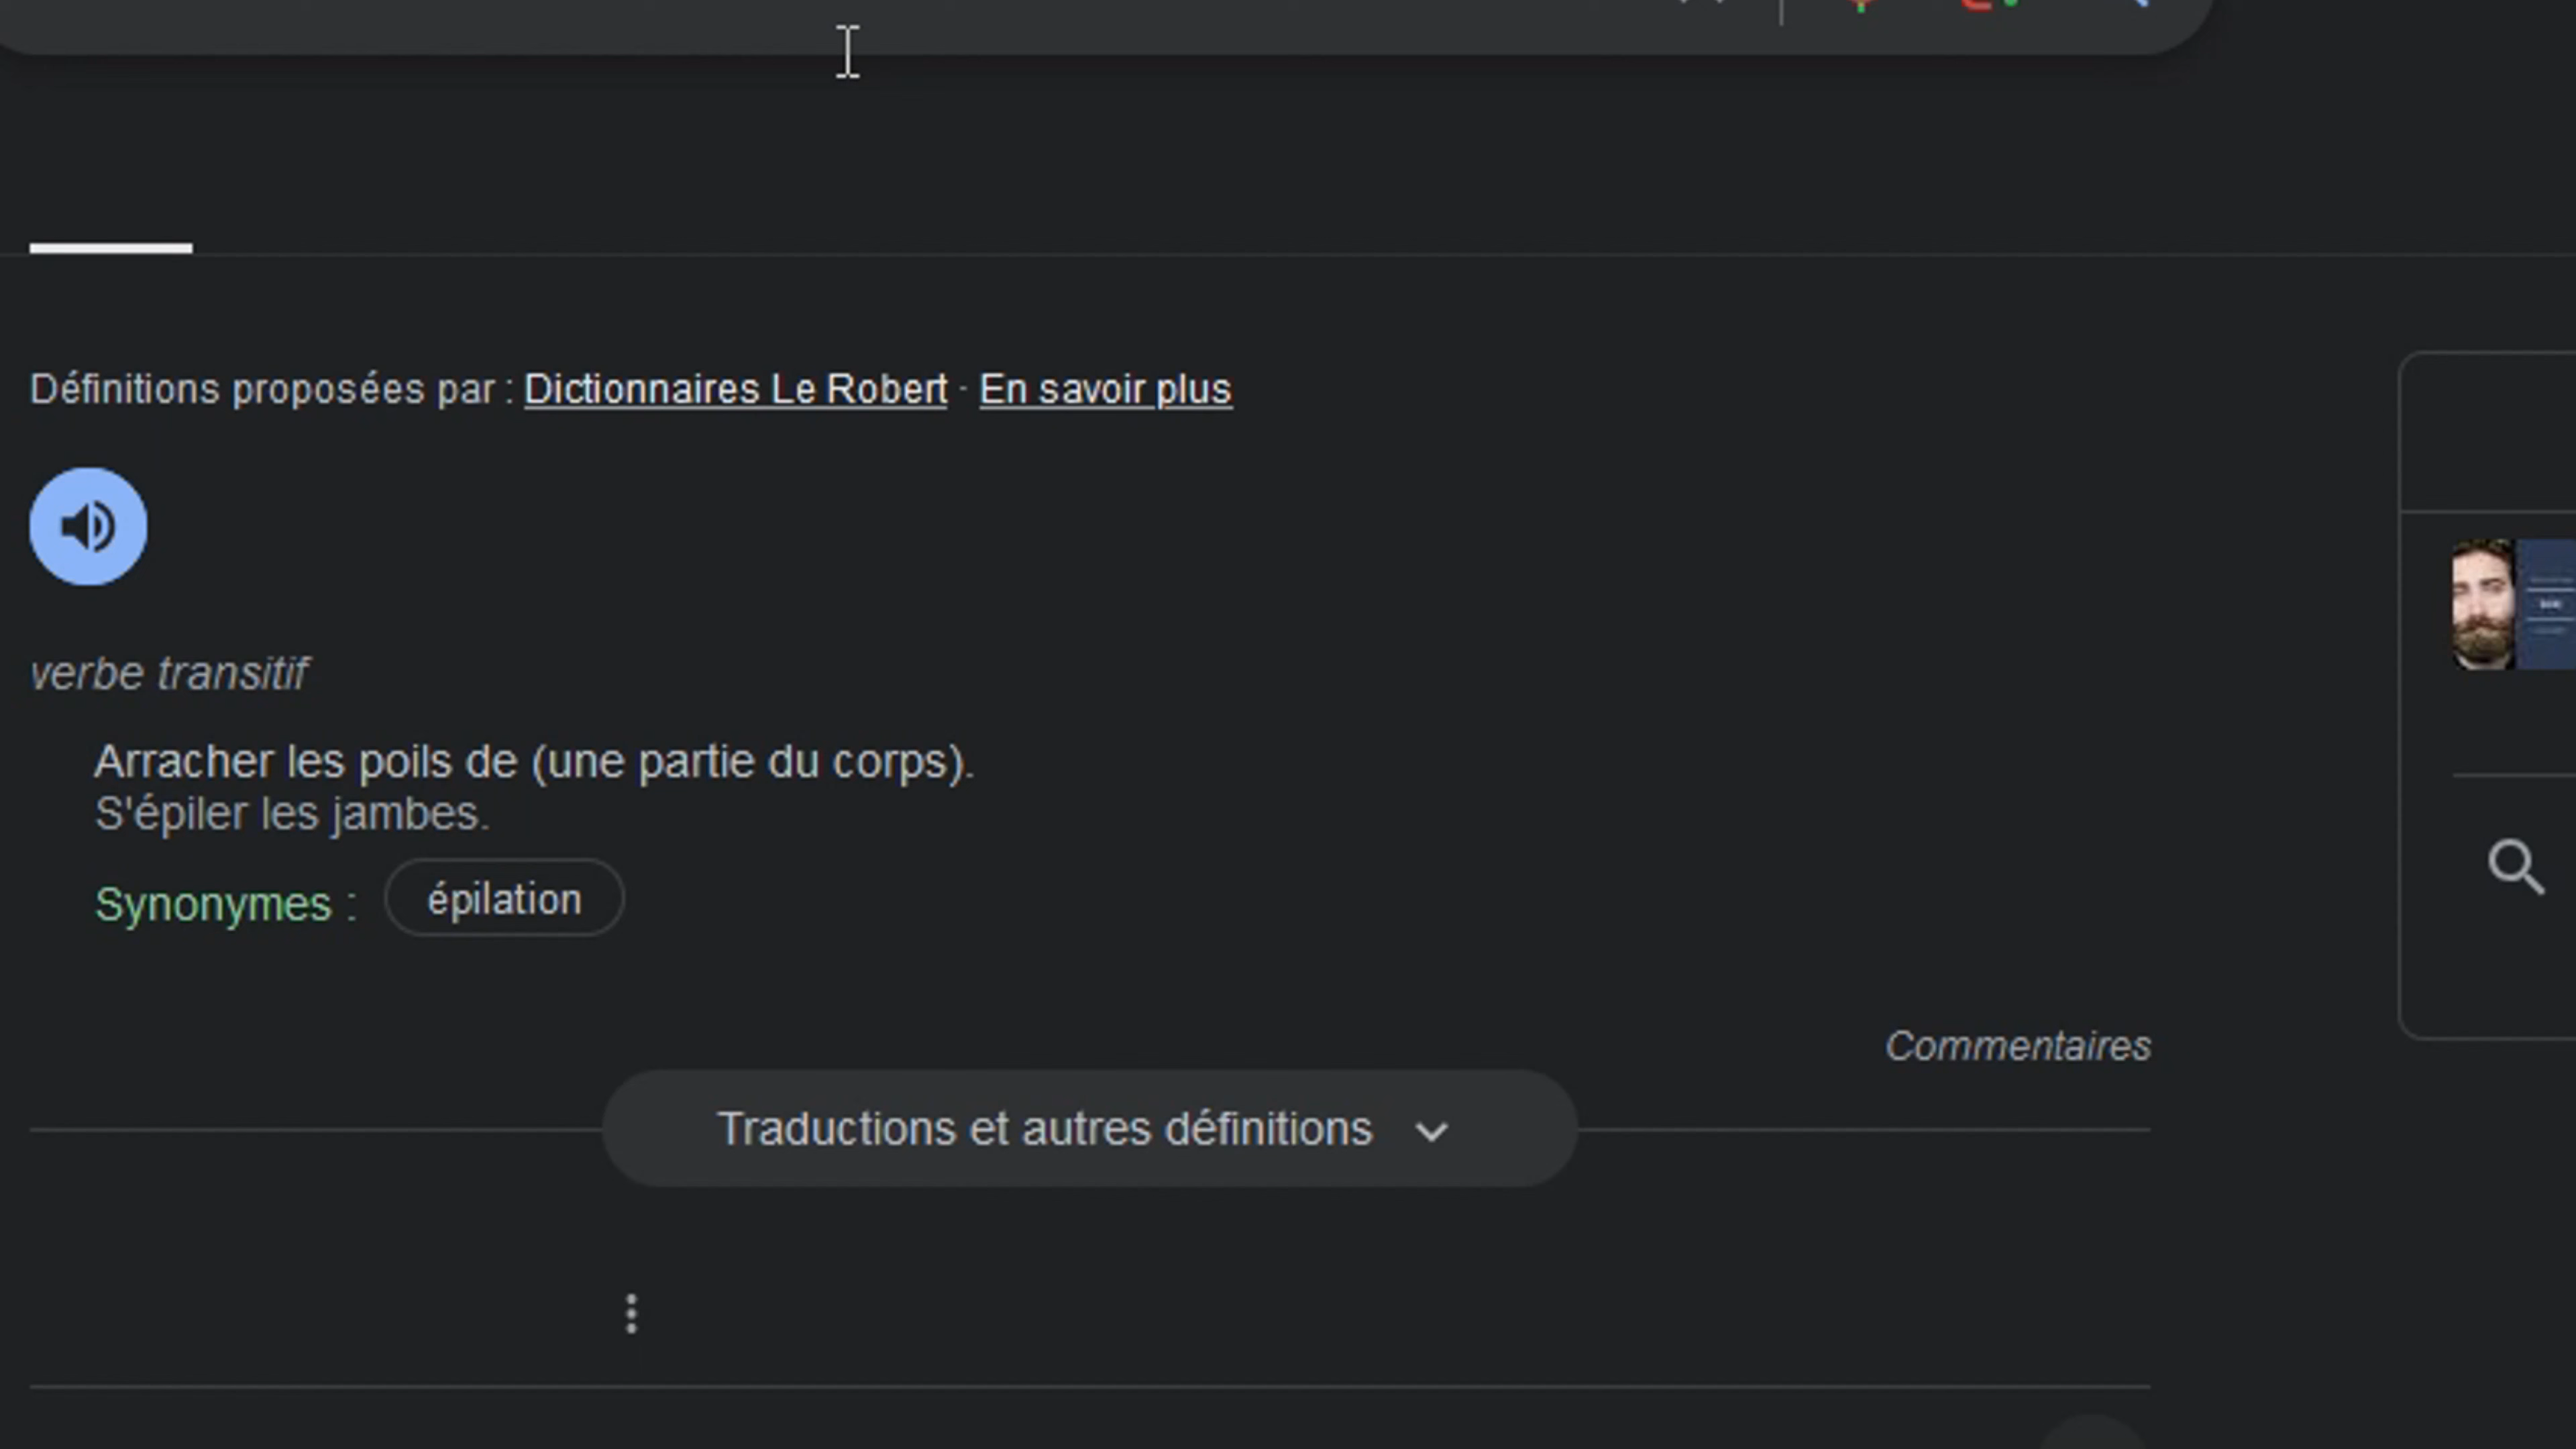 Définitions proposées par : Dictionnaires Le Robert · En savoir plus
verbe transitif
Arracher les poils de (une partie du corps).
S'épiler les jambes.
Synonymes : épilation
Commentaires
Traductions et autres définitions